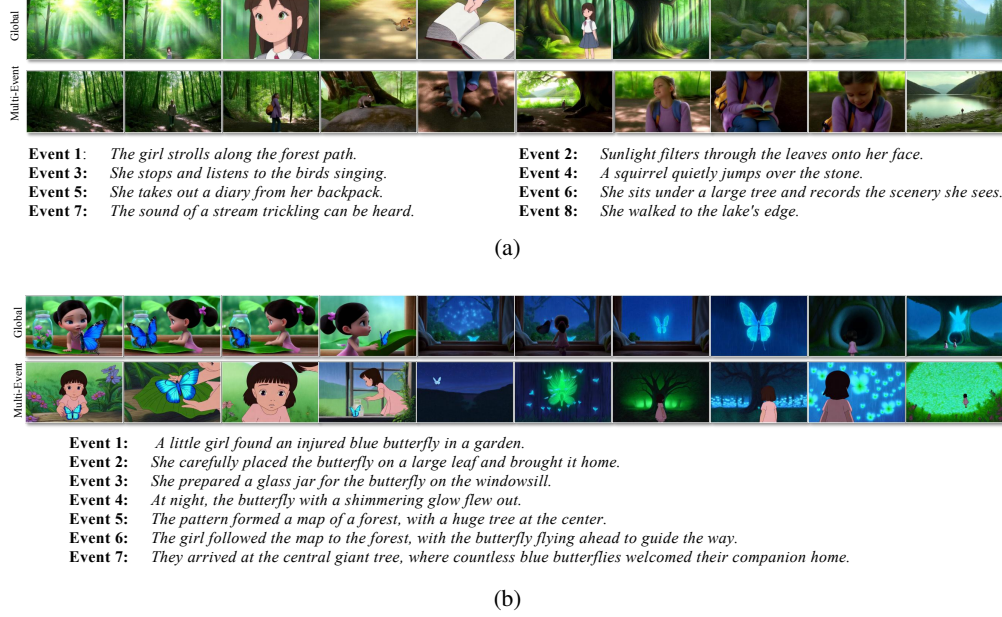 Global
Multi-Event
Event 1: The girl strolls along the forest path.
Event 2: Sunlight filters through the leaves onto her face.
Event 3: She stops and listens to the birds singing.
Event 4: A squirrel quietly jumps over the stone.
Event 5: She takes out a diary from her backpack.
Event 6: She sits under a large tree and records the scenery she sees.
Event 7: The sound of a stream trickling can be heard.
Event 8: She walked to the lake's edge.
(a)
Global
Multi-Event
Event 1: A little girl found an injured blue butterfly in a garden.
Event 2: She carefully placed the butterfly on a large leaf and brought it home.
Event 3: She prepared a glass jar for the butterfly on the windowsill.
Event 4: At night, the butterfly with a shimmering glow flew out.
Event 5: The pattern formed a map of a forest, with a huge tree at the center.
Event 6: The girl followed the map to the forest, with the butterfly flying ahead to guide the way.
Event 7: They arrived at the central giant tree, where countless blue butterflies welcomed their companion home.
(b)